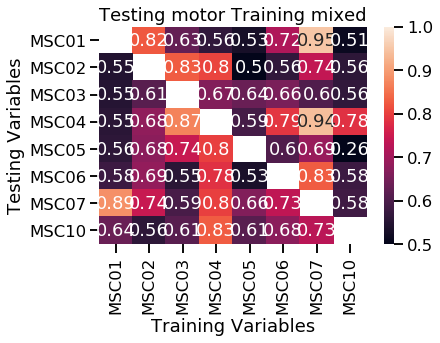 Testing motor Training mixed
Testing Variables
MSC01 0.82 0.63 0.56 0.53 0.72 0.95 0.51
MSC02 0.55 0.83 0.8 0.5 0.56 0.74 0.56
MSC03 0.55 0.61 0.67 0.64 0.66 0.6 0.56
MSC04 0.55 0.68 0.87 0.59 0.79 0.94 0.78
MSC05 0.56 0.68 0.74 0.8 0.6 0.69 0.26
MSC06 0.58 0.69 0.55 0.78 0.53 0.83 0.58
MSC07 0.89 0.74 0.59 0.8 0.66 0.73 0.58
MSC10 0.64 0.56 0.61 0.83 0.61 0.68 0.73
MSC01 MSC02 MSC03 MSC04 MSC05 MSC06 MSC07 MSC10
Training Variables
1.0
0.9
0.8
0.7
0.6
0.5